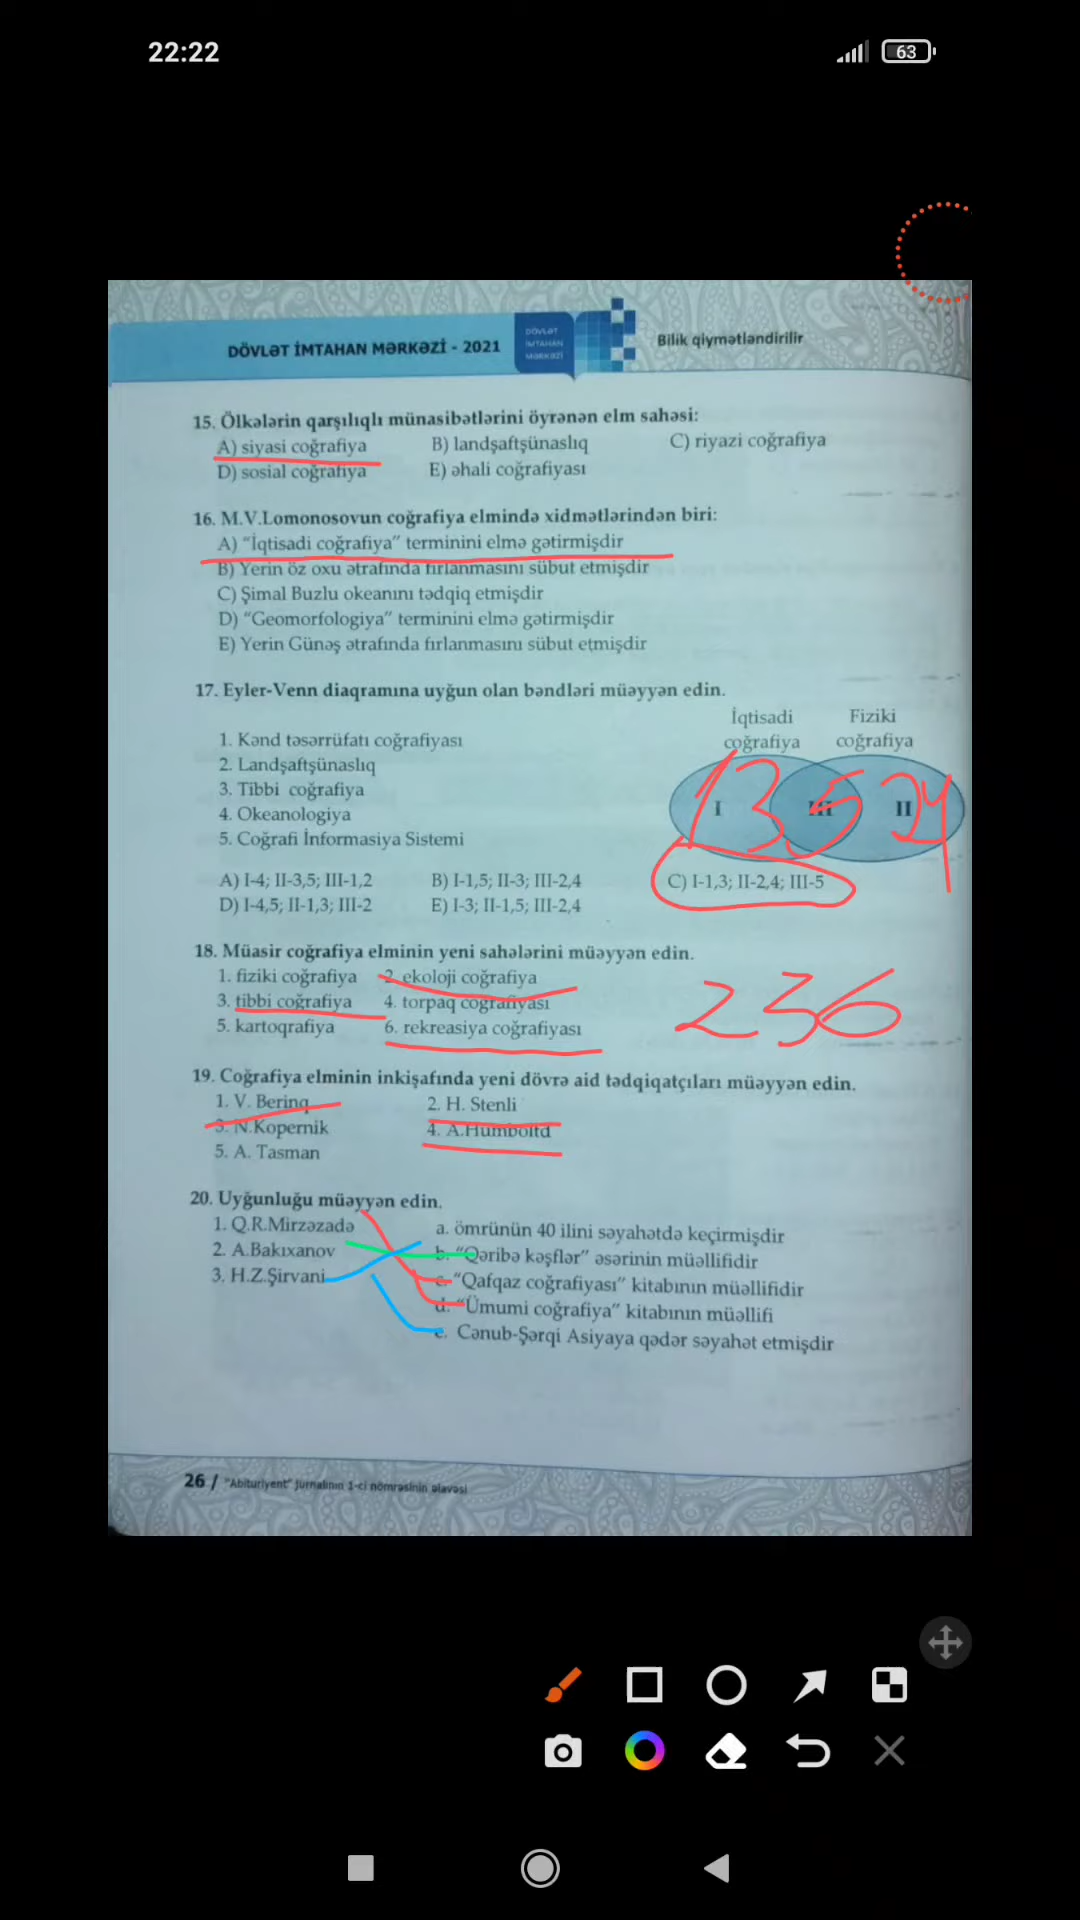 22:22
63
DÖVLƏT İMTAHAN MƏRKƏZİ - 2021
DÖVLƏT
İMTAHAN
MƏRKƏZİ
Bilik qiymətləndirilir
15. Ölkələrin qarşılıqlı münasibətlərini öyrənən elm sahəsi:
A) siyasi coğrafiya B) landşaftşünaslıq C) riyazi coğrafiya
D) sosial coğrafiya E) əhali coğrafiyası
16. M.V.Lomonosovun coğrafiya elmində xidmətlərindən biri:
A) “İqtisadi coğrafiya” terminini elmə gətirmişdir
B) Yerin öz oxu ətrafında fırlanmasını sübut etmişdir
C) Şimal Buzlu okeanını tədqiq etmişdir
D) “Geomorfologiya” terminini elmə gətirmişdir
E) Yerin Günəş ətrafında fırlanmasını sübut etmişdir
17. Eyler-Venn diaqramına uyğun olan bəndləri müəyyən edin.
İqtisadi coğrafiya
Fiziki coğrafiya
1. Kənd təsərrüfatı coğrafiyası
2. Landşaftşünaslıq
3. Tibbi coğrafiya
4. Okeanologiya
5. Coğrafi İnformasiya Sistemi
I III II
13 5 24
A) I-4; II-3,5; III-1,2 B) I-1,5; II-3; III-2,4 C) I-1,3; II-2,4; III-5
D) I-4,5; II-1,3; III-2 E) I-3; II-1,5; III-2,4
18. Müasir coğrafiya elminin yeni sahələrini müəyyən edin.
1. fiziki coğrafiya 2. ekoloji coğrafiya
3. tibbi coğrafiya 4. torpaq coğrafiyası
5. kartoqrafiya 6. rekreasiya coğrafiyası
236
19. Coğrafiya elminin inkişafında yeni dövrə aid tədqiqatçıları müəyyən edin.
1. V. Berinq 2. H. Stenli
3. N.Kopernik 4. A.Humboltd
5. A. Tasman
20. Uyğunluğu müəyyən edin.
1. Q.R.Mirzəzadə a. ömrünün 40 ilini səyahətdə keçirmişdir
2. A.Bakıxanov b. “Qəribə kəşflər” əsərinin müəllifidir
3. H.Z.Şirvani c. “Qafqaz coğrafiyası” kitabının müəllifidir
d. “Ümumi coğrafiya” kitabının müəllifi
e. Cənub-Şərqi Asiyaya qədər səyahət etmişdir
26 / “Abituriyent” jurnalının 1-ci nömrəsinin əlavəsi